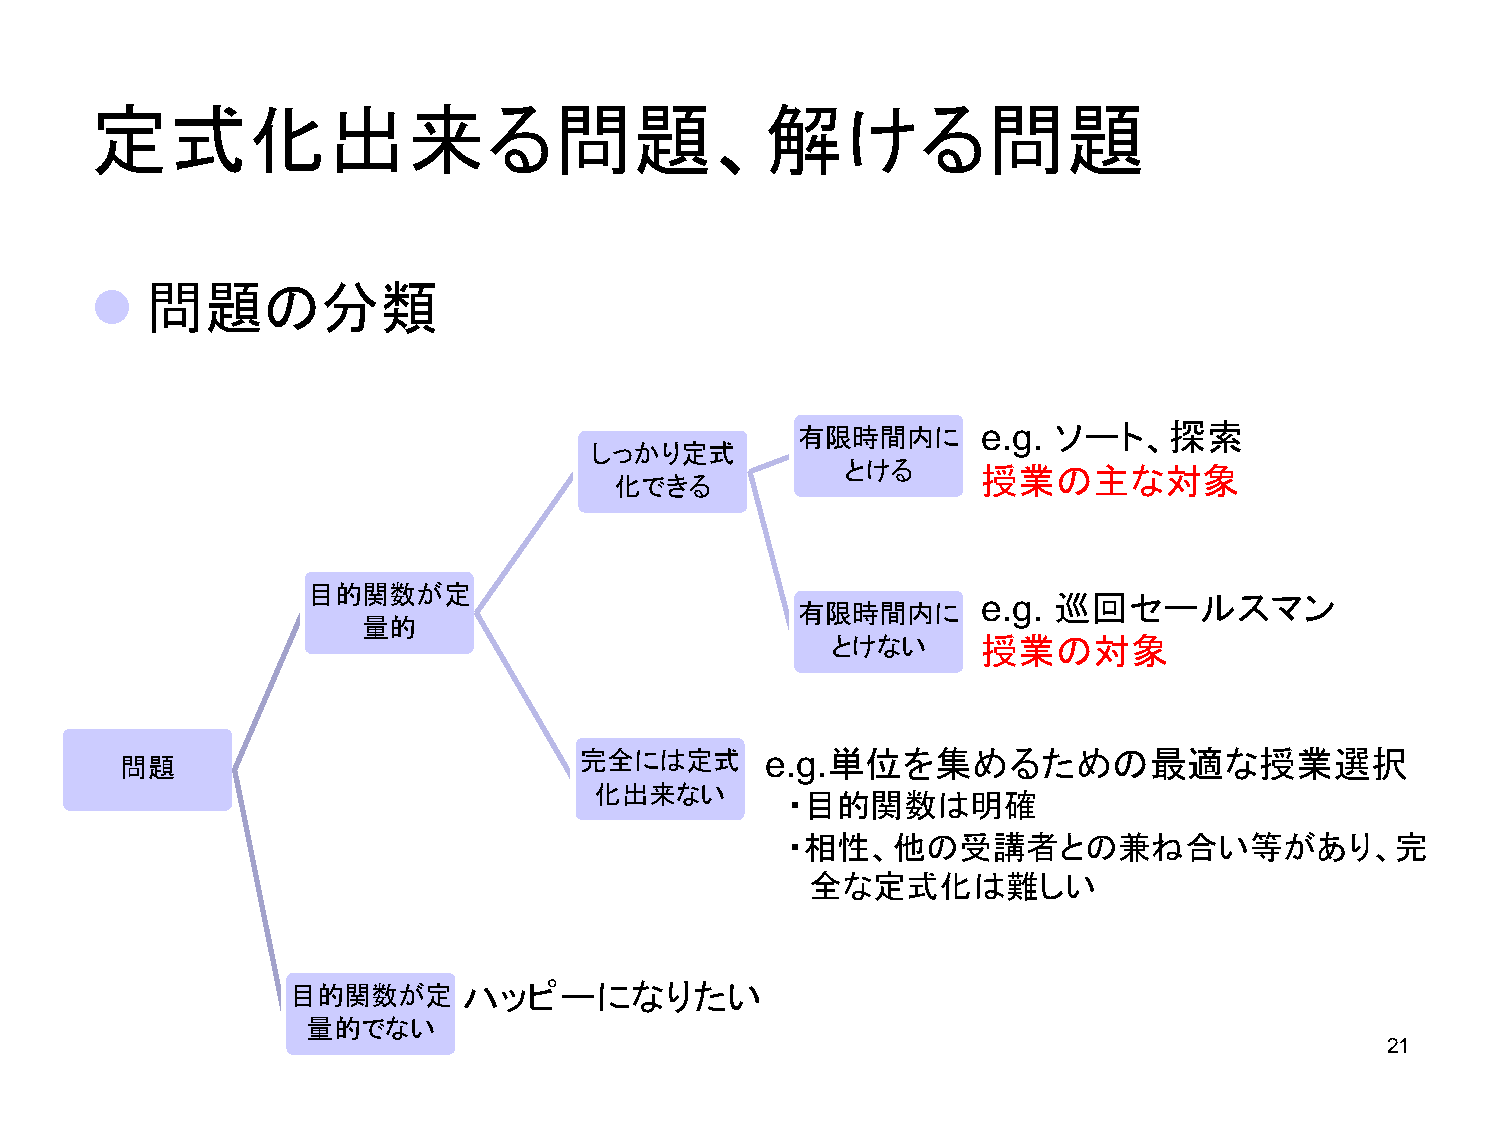 定式化出来る問題、解ける問題
問題の分類
有限時間内に
とける
e.g. ソート、探索
授業の主な対象
しっかり定式
化できる
目的関数が定
量的
有限時間内に
とけない
e.g. 巡回セールスマン
授業の対象
問題
完全には定式
化出来ない
e.g.単位を集めるための最適な授業選択
・目的関数は明確
・相性、他の受講者との兼ね合い等があり、完
全な定式化は難しい
目的関数が定
量的でない
ハッピーになりたい
21